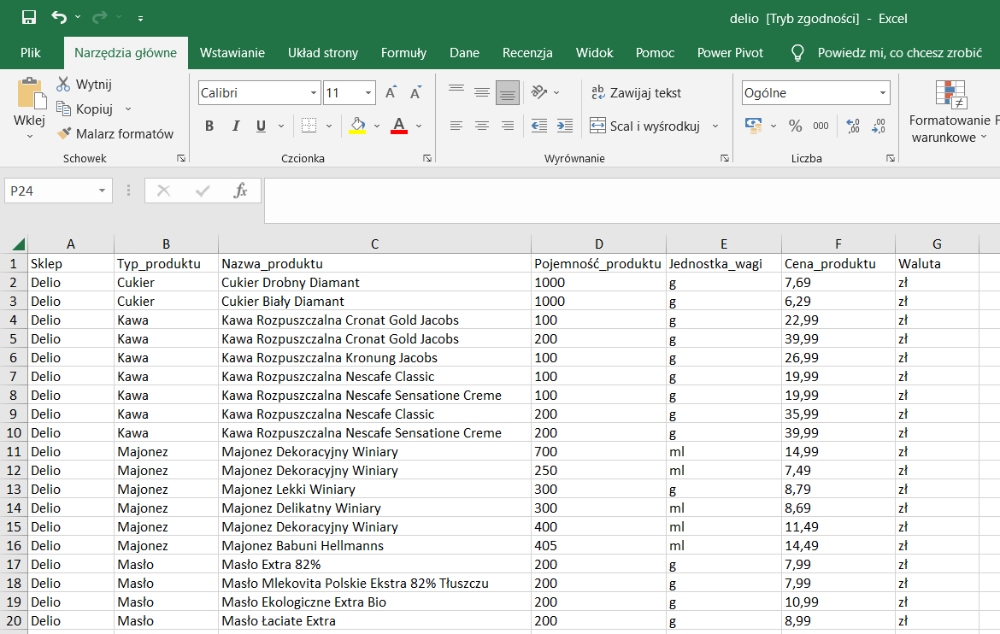 delio [Tryb zgodności] - Excel
Plik Narzędzia główne Wstawianie Układ strony Formuły Dane Recenzja Widok Pomoc Power Pivot Powiedz mi, co chcesz zrobić
Wklej Wytnij
Kopiuj
Malarz formatów
Schowek
Calibri 11
B I U A
Czcionka
Zawijaj tekst
Scal i wyśrodkuj
Wyrównanie
Ogólne
% 000
Liczba
Formatowanie
warunkowe
P24 fx
A B C D E F G
1 Sklep Typ_produktu Nazwa_produktu Pojemność_produktu Jednostka_wagi Cena_produktu Waluta
2 Delio Cukier Cukier Drobny Diamant 1000 g 7,69 zł
3 Delio Cukier Cukier Biały Diamant 1000 g 6,29 zł
4 Delio Kawa Kawa Rozpuszczalna Cronat Gold Jacobs 100 g 22,99 zł
5 Delio Kawa Kawa Rozpuszczalna Cronat Gold Jacobs 200 g 39,99 zł
6 Delio Kawa Kawa Rozpuszczalna Kronung Jacobs 100 g 26,99 zł
7 Delio Kawa Kawa Rozpuszczalna Nescafe Classic 100 g 19,99 zł
8 Delio Kawa Kawa Rozpuszczalna Nescafe Sensatione Creme 100 g 19,99 zł
9 Delio Kawa Kawa Rozpuszczalna Nescafe Classic 200 g 35,99 zł
10 Delio Kawa Kawa Rozpuszczalna Nescafe Sensatione Creme 200 g 39,99 zł
11 Delio Majonez Majonez Dekoracyjny Winiary 700 ml 14,99 zł
12 Delio Majonez Majonez Dekoracyjny Winiary 250 ml 7,49 zł
13 Delio Majonez Majonez Lekki Winiary 300 g 8,79 zł
14 Delio Majonez Majonez Delikatny Winiary 300 ml 8,69 zł
15 Delio Majonez Majonez Dekoracyjny Winiary 400 ml 11,49 zł
16 Delio Majonez Majonez Babuni Hellmanns 405 ml 14,49 zł
17 Delio Masło Masło Extra 82% 200 g 7,99 zł
18 Delio Masło Masło Mlekovita Polskie Ekstra 82% Tłuszczu 200 g 7,99 zł
19 Delio Masło Masło Ekologiczne Extra Bio 200 g 10,99 zł
20 Delio Masło Masło Łaciate Extra 200 g 8,99 zł